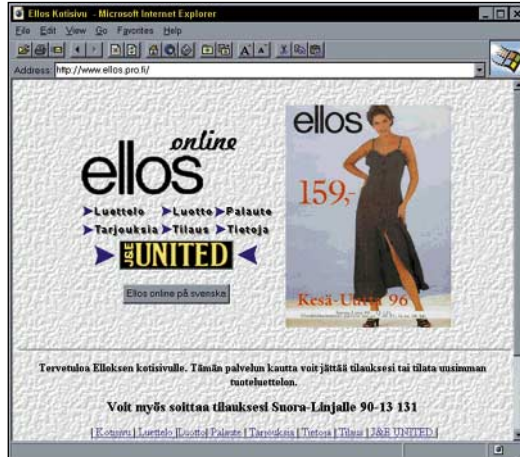 Ellos Kotisivu - Microsoft Internet Explorer
File Edit View Go Favorites Help
Address: http://www.ellos.pro.fi/
ellos online
Luettelo Luotto Palaute
Tarjouksia Tilaus Tietoja
J&E UNITED
Ellos online på svenska
ellos
159,-
Kesä-Uutta 96
Tervetuloa Elloksen kotisivulle. Tämän palvelun kautta voit jättää tilauksesi tai tilata uusimman
tuoteluettelon.
Voit myös soittaa tilauksesi Suora-Linjalle 90-13 131
| Kotisivu | Luettelo | Luotto | Palaute | Tarjouksia | Tietoja | Tilaus | J&E UNITED |